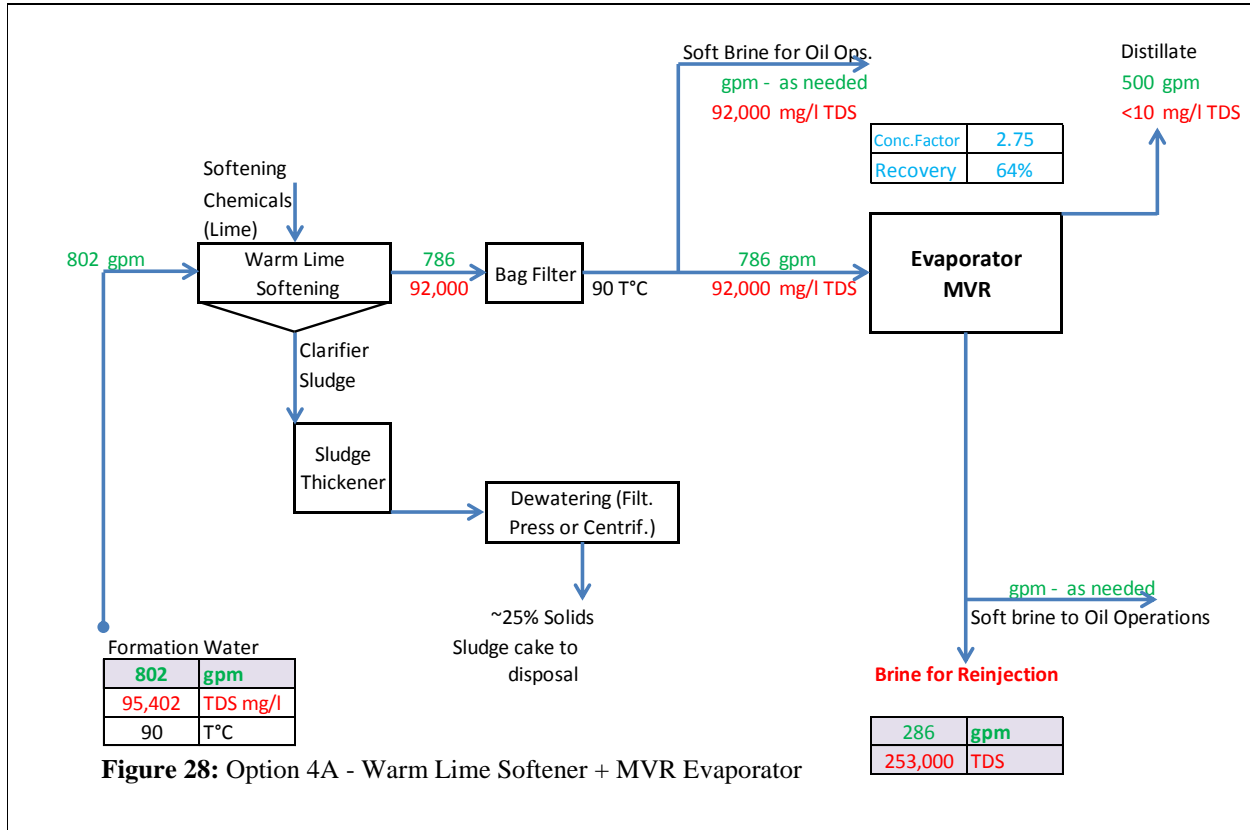 Soft Brine for Oil Ops.
gpm - as needed
92,000 mg/l TDS
Distillate
500 gpm
<10 mg/l TDS
Conc.Factor 2.75
Recovery 64%
Softening
Chemicals
(Lime)
802 gpm
Warm Lime
Softening
786
92,000
Bag Filter
90 T°C
786 gpm
92,000 mg/l TDS
Evaporator
MVR
Clarifier
Sludge
Sludge
Thickener
Dewatering (Filt.
Press or Centrif.)
~25% Solids
Sludge cake to
disposal
gpm - as needed
Soft brine to Oil Operations
Formation Water
802 gpm
95,402 TDS mg/l
90 T°C
Brine for Reinjection
286 gpm
253,000 TDS
Figure 28: Option 4A - Warm Lime Softener + MVR Evaporator